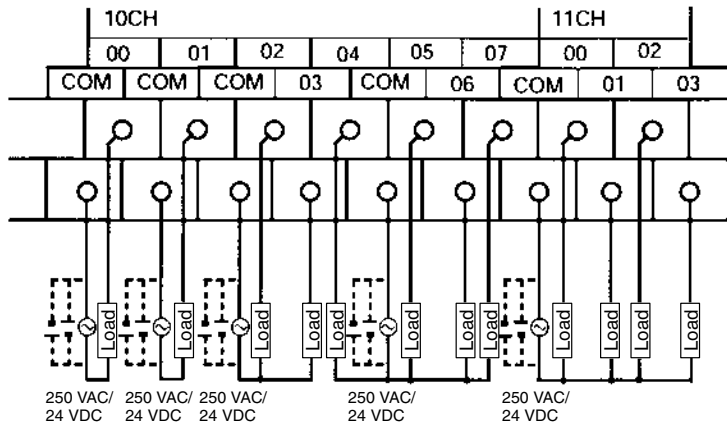 10CH 11CH
00 01 02 04 05 07 00 02
COM COM COM 03 COM 06 COM 01 03
Load Load Load Load Load Load Load Load Load Load Load Load
250 VAC/ 250 VAC/ 250 VAC/ 250 VAC/ 250 VAC/
24 VDC 24 VDC 24 VDC 24 VDC 24 VDC